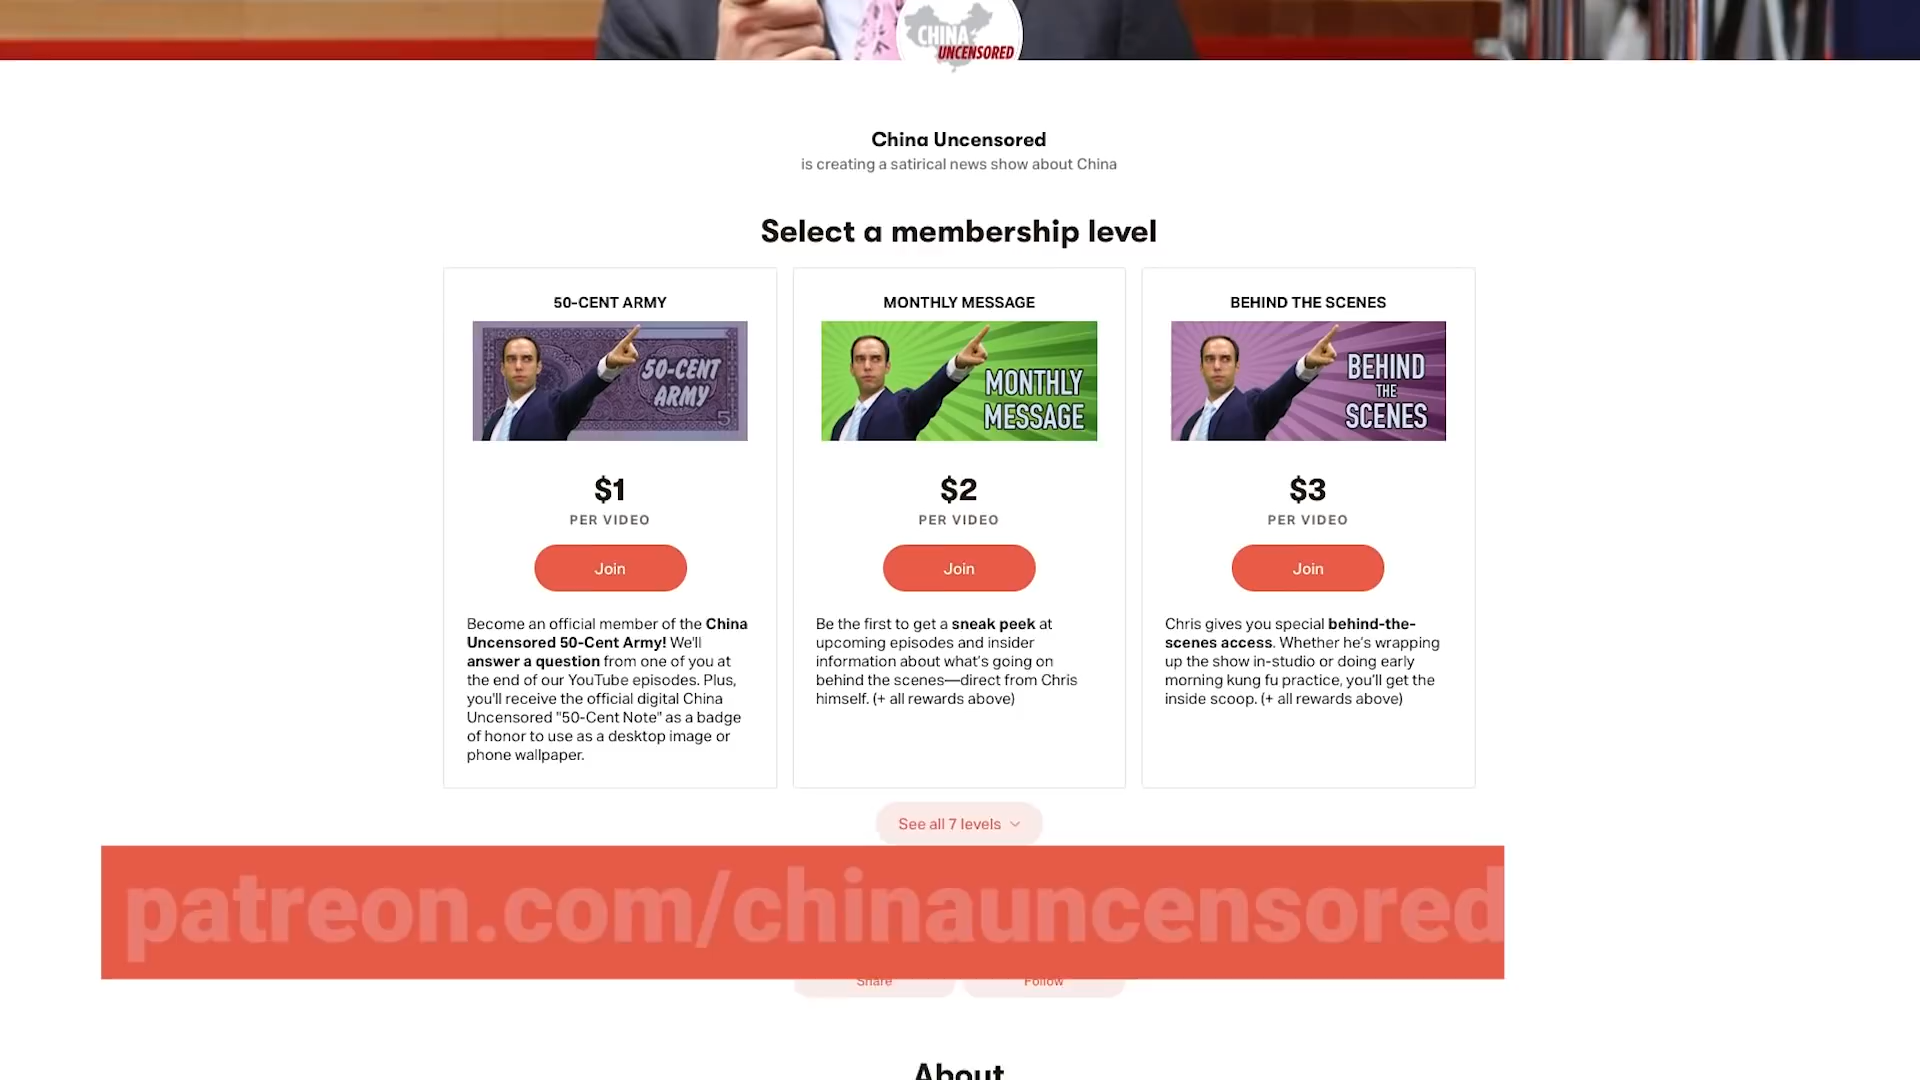 CHINA
UNCENSORED
China Uncensored
is creating a satirical news show about China
Select a membership level
50-CENT ARMY
50-CENT
ARMY
5
$1
PER VIDEO
Join
Become an official member of the China
Uncensored 50-Cent Army! We'll
answer a question from one of you at
the end of our YouTube episodes. Plus,
you'll receive the official digital China
Uncensored "50-Cent Note" as a badge
of honor to use as a desktop image or
phone wallpaper.
MONTHLY MESSAGE
MONTHLY
MESSAGE
$2
PER VIDEO
Join
Be the first to get a sneak peek at
upcoming episodes and insider
information about what's going on
behind the scenes—direct from Chris
himself. (+ all rewards above)
BEHIND THE SCENES
BEHIND
THE
SCENES
$3
PER VIDEO
Join
Chris gives you special behind-the-
scenes access. Whether he's wrapping
up the show in-studio or doing early
morning kung fu practice, you'll get the
inside scoop. (+ all rewards above)
See all 7 levels
patreon.com/chinauncensored
Share
Follow
About